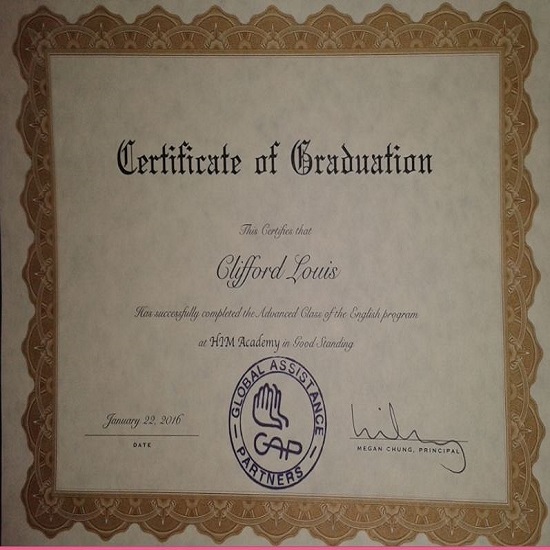 Certificate of Graduation
This Certifies that
Clifford Louis
Has successfully completed the Advanced Class of the English program
at HIM Academy in Good Standing
GLOBAL ASSISTANCE
GAP
PARTNERS
January 22, 2016
DATE
MEGAN CHUNG, PRINCIPAL